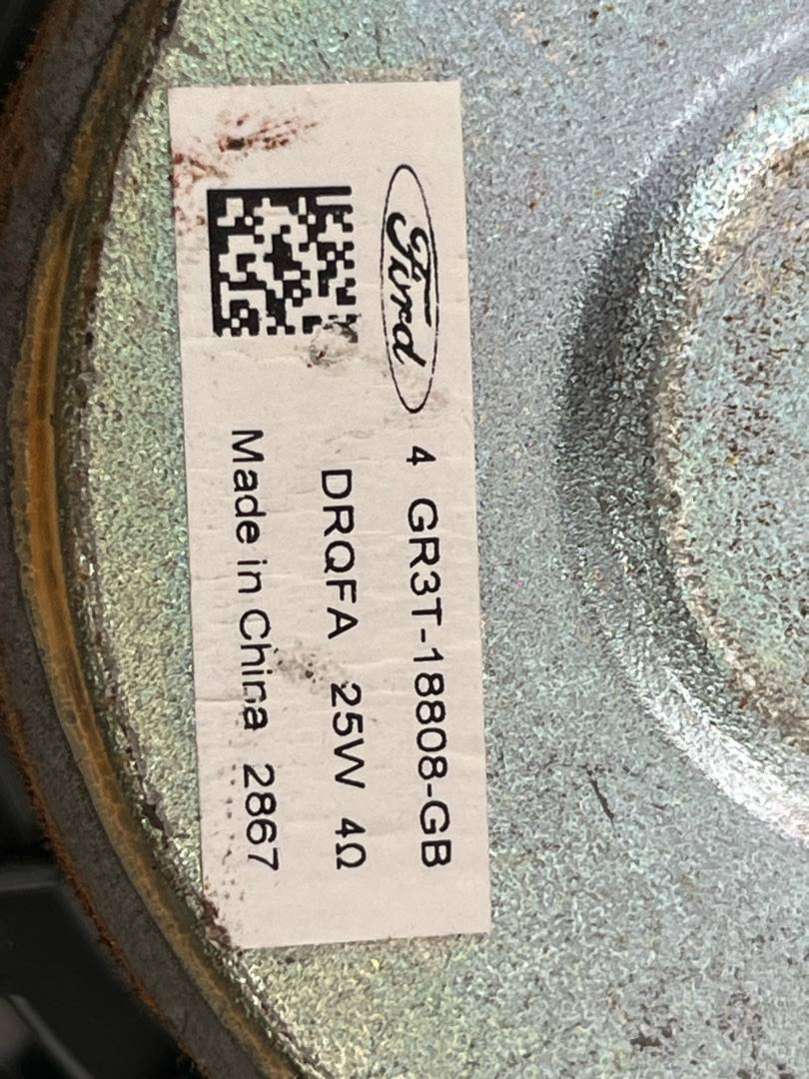 Ford 4 GR3T-18808-GB
DRQFA 25W 4Ω
Made in China 2867